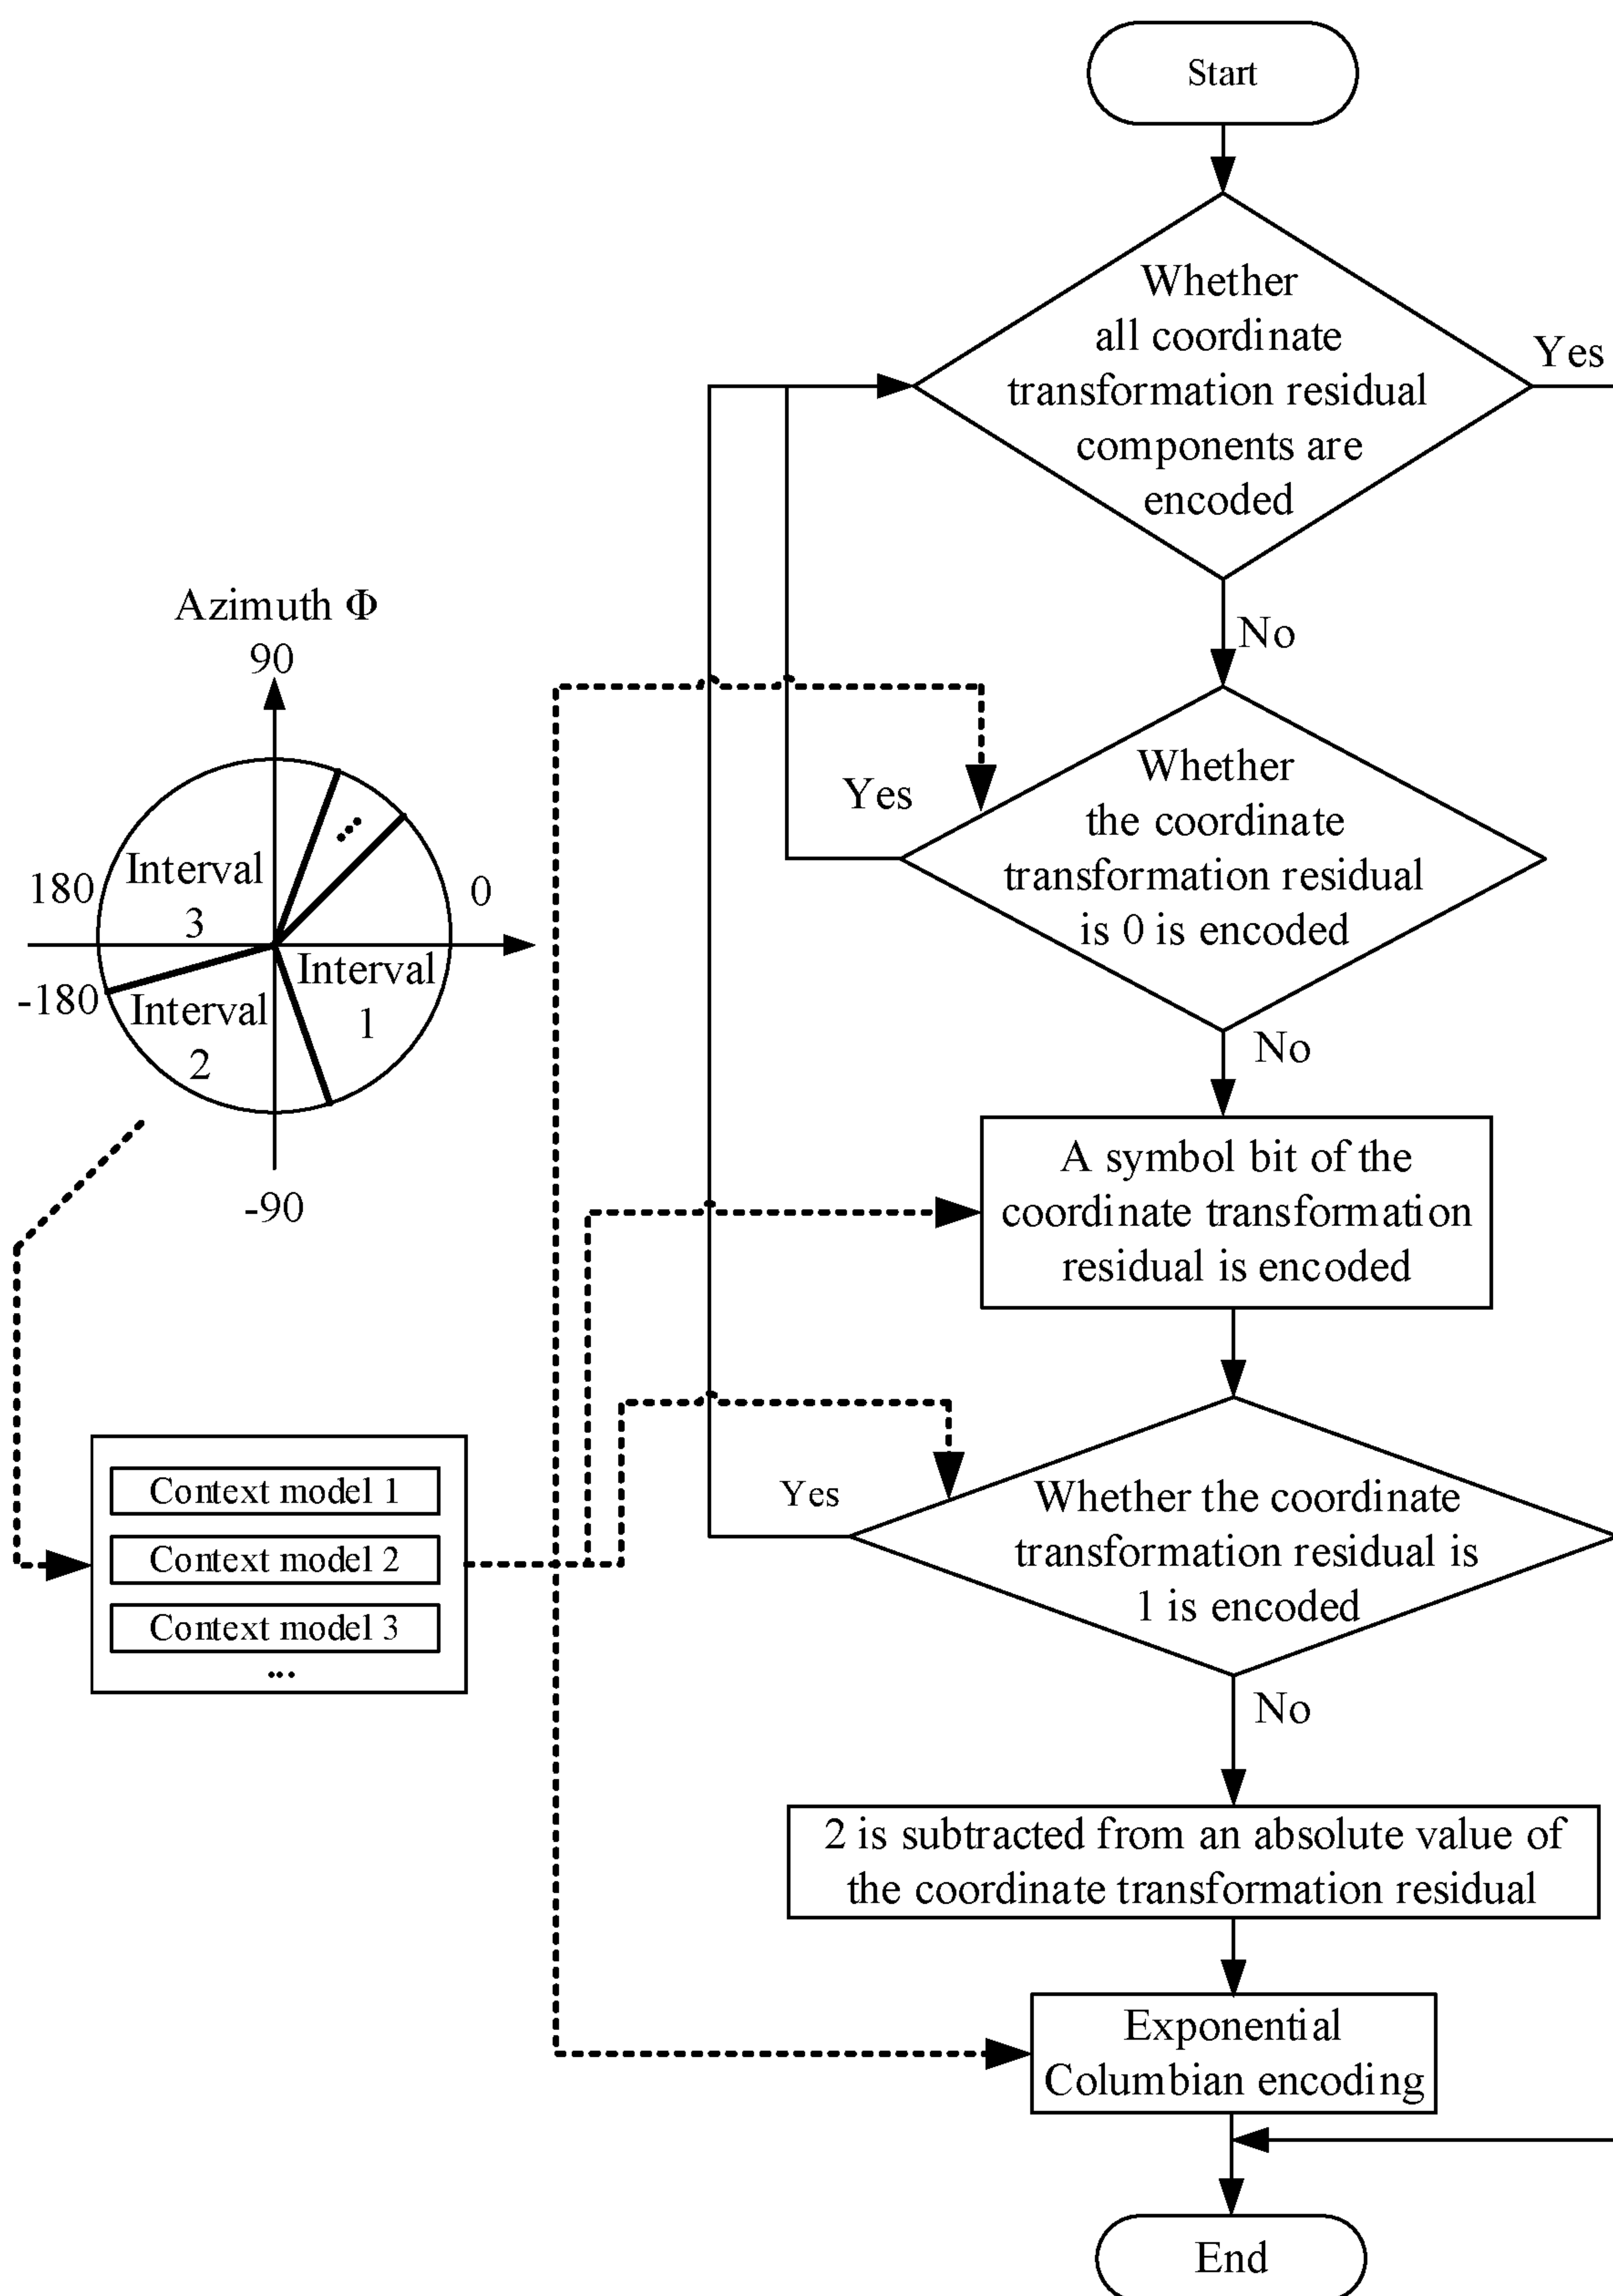 Start
Whether
all coordinate
transformation residual
components are
encoded
Yes
No
Azimuth Φ
90
180
0
-180
-90
Interval
3
Interval
1
Interval
2
...
Whether
the coordinate
transformation residual
is 0 is encoded
Yes
No
A symbol bit of the
coordinate transformation
residual is encoded
Context model 1
Context model 2
Context model 3
...
Whether the coordinate
transformation residual is
1 is encoded
Yes
No
2 is subtracted from an absolute value of
the coordinate transformation residual
Exponential
Columbian encoding
End